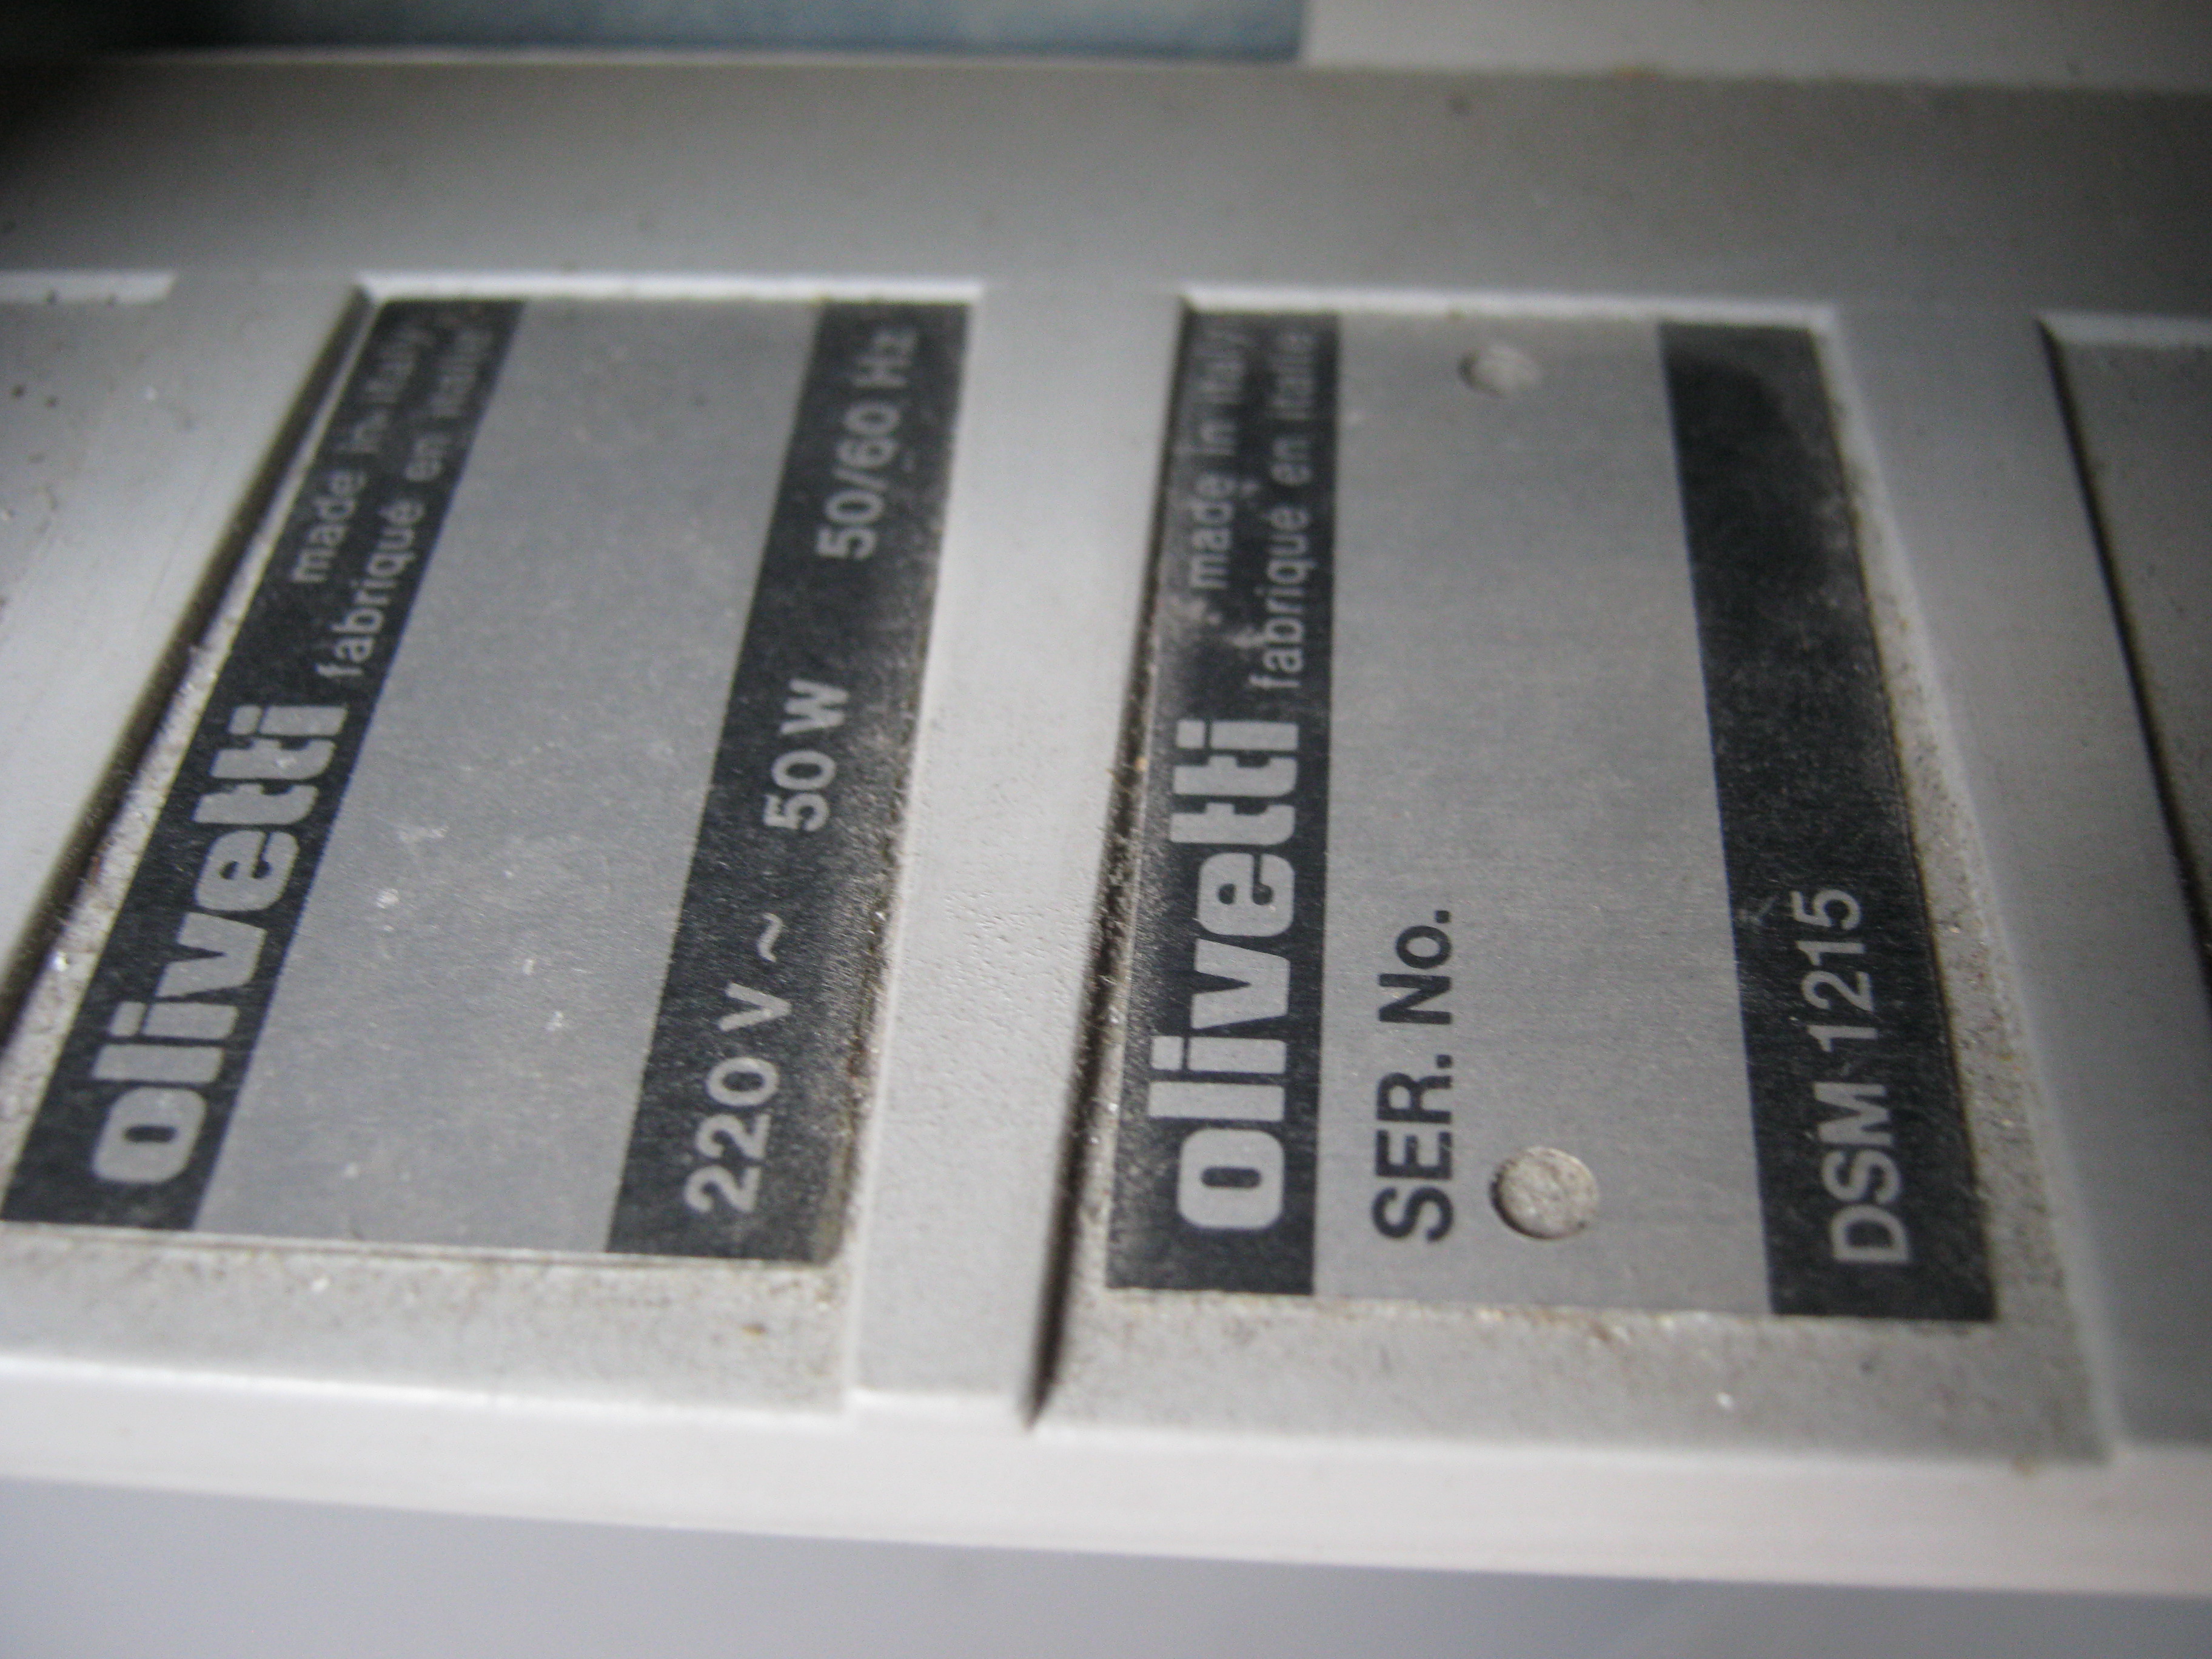 olivetti
made in italy
fabriqué en italie
220 V ~ 50 W 50/60 Hz
olivetti
made in italy
fabriqué en italie
SER. No.
DSM 1215